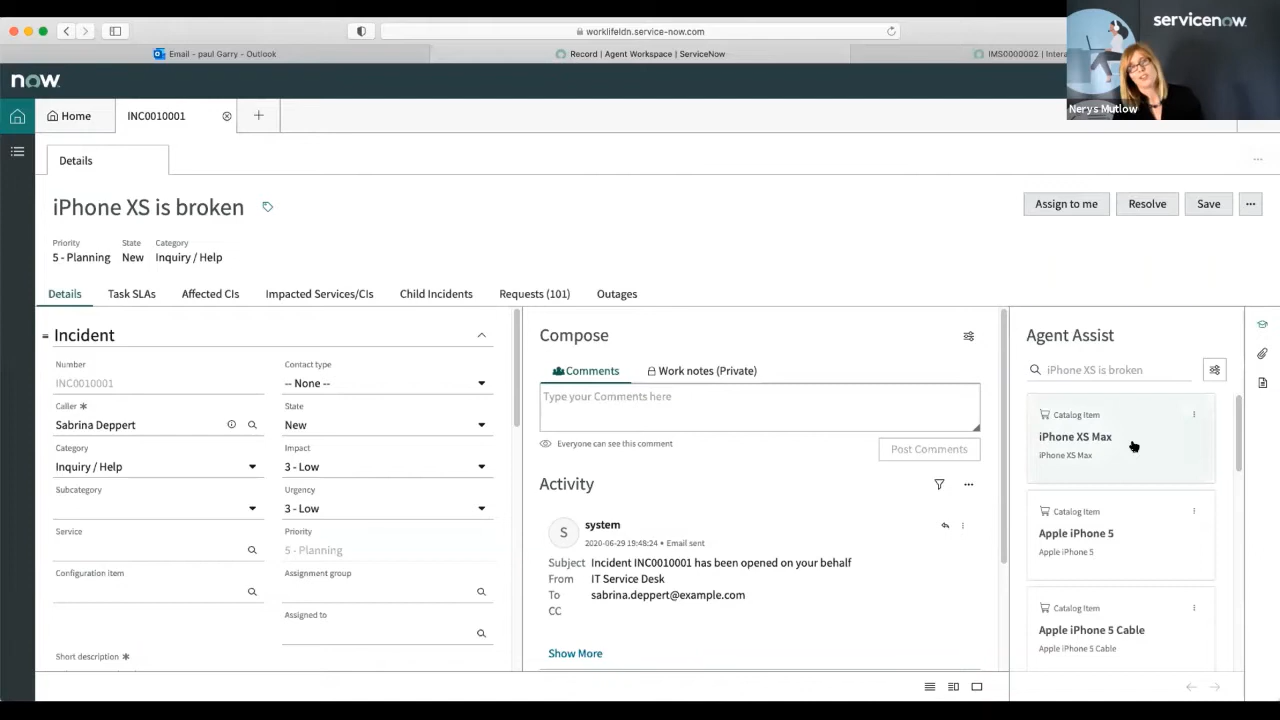 worklifeldn.service-now.com
Email - paul Garry - Outlook
Record | Agent Workspace | ServiceNow
IMS0000002 | Intera
servicenow.
Nerys Mutlow
now
Home
INC0010001
Details
iPhone XS is broken
Assign to me
Resolve
Save
Priority State Category
5 - Planning New Inquiry / Help
Details Task SLAs Affected CIs Impacted Services/CIs Child Incidents Requests (101) Outages
Incident
Number
INC0010001
Caller
Sabrina Deppert
Category
Inquiry / Help
Subcategory
Service
Configuration item
Short description
Contact type
-- None --
State
New
Impact
3 - Low
Urgency
3 - Low
Priority
5 - Planning
Assignment group
Assigned to
Compose
Comments Work notes (Private)
Type your Comments here
Everyone can see this comment
Post Comments
Activity
S
system
2020-06-29 19:48:24 • Email sent
Subject Incident INC0010001 has been opened on your behalf
From IT Service Desk
To sabrina.deppert@example.com
CC
Show More
Agent Assist
iPhone XS is broken
Catalog Item
iPhone XS Max
iPhone XS Max
Catalog Item
Apple iPhone 5
Apple iPhone 5
Catalog Item
Apple iPhone 5 Cable
Apple iPhone 5 Cable